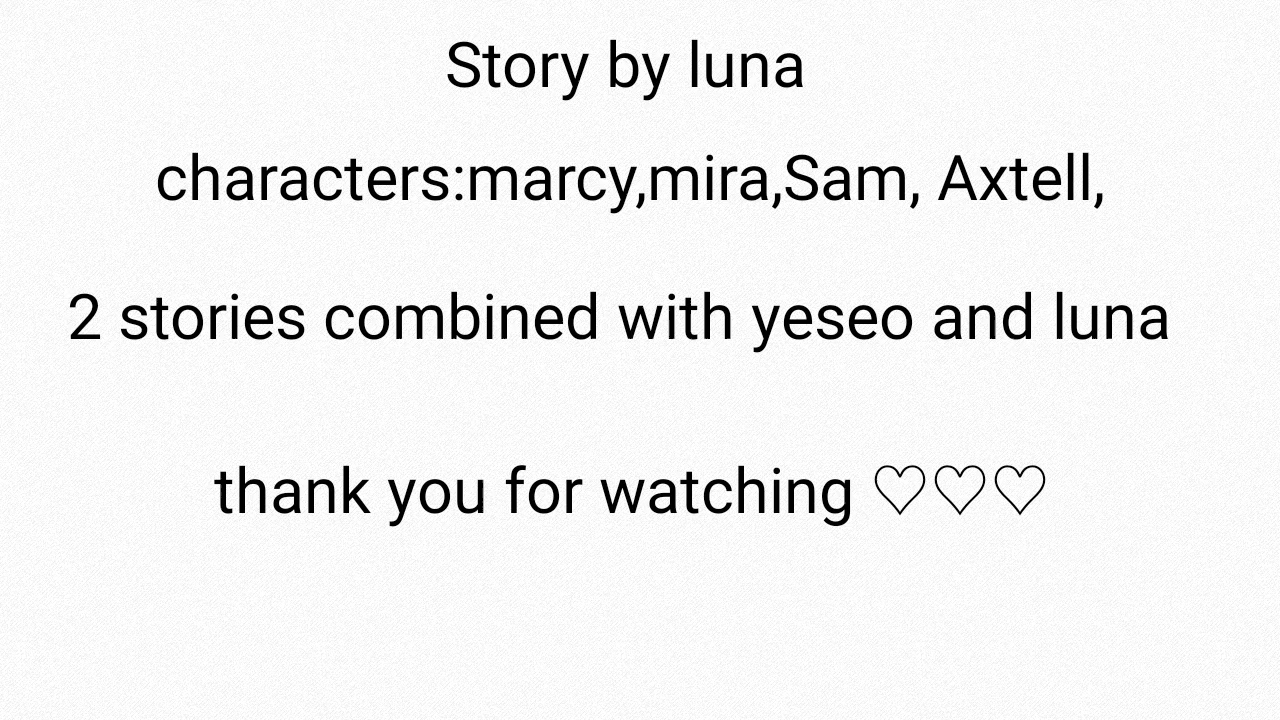 Story by luna
characters:marcy,mira,Sam, Axtell,
2 stories combined with yeseo and luna
thank you for watching ♡♡♡